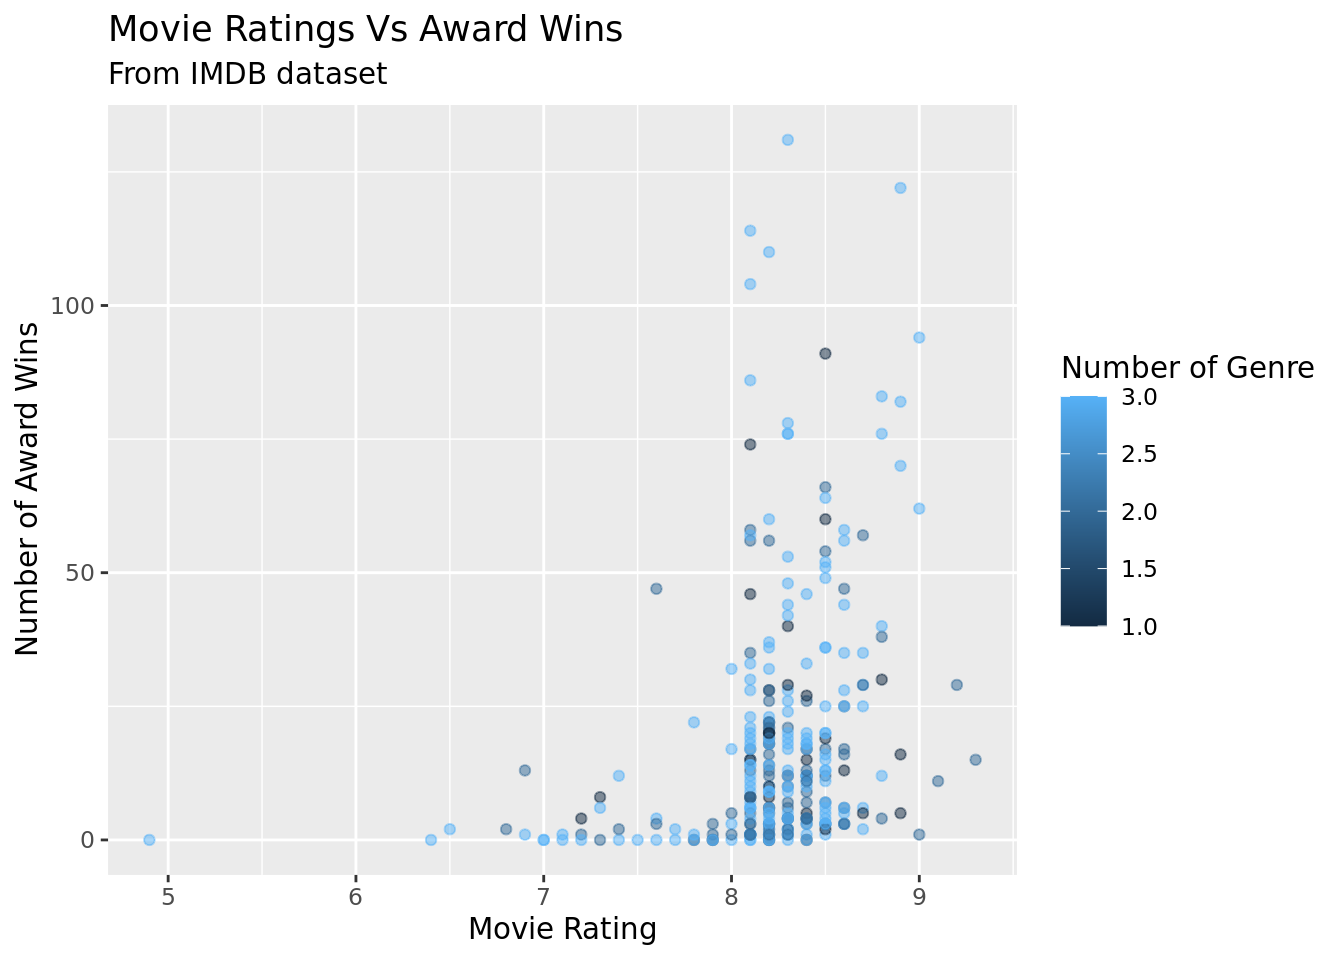 Movie Ratings Vs Award Wins
From IMDB dataset
Number of Award Wins
100
50
0
5
6
7
8
9
Movie Rating
Number of Genre
3.0
2.5
2.0
1.5
1.0